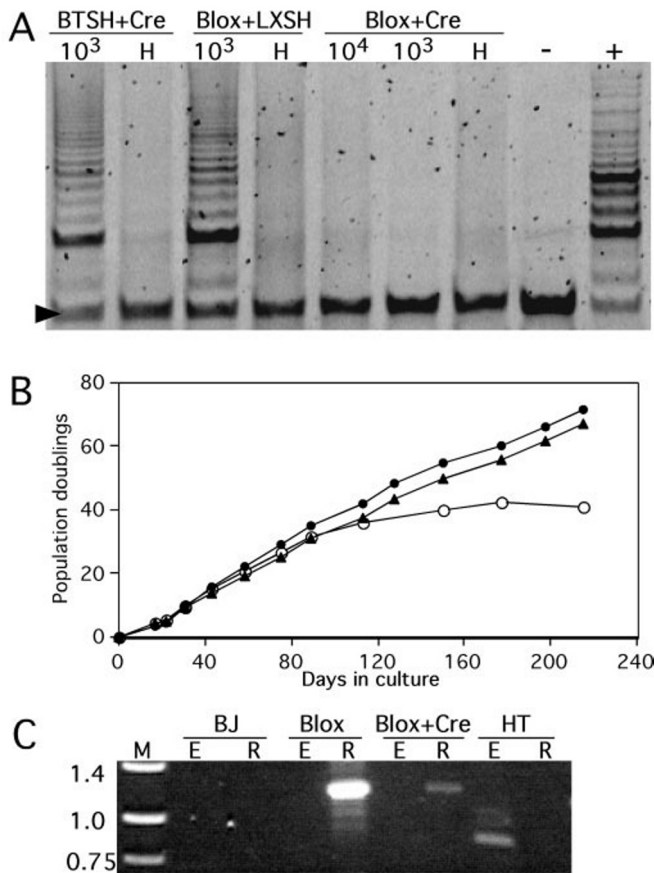 A
BTSH+Cre Blox+LXSH Blox+Cre
10³ H 10³ H 10⁴ 10³ H - +
B
80
60
40
20
0
Population doublings
0 40 80 120 160 200 240
Days in culture
C
BJ Blox Blox+Cre HT
M E R E R E R E R
1.4
1.0
0.75